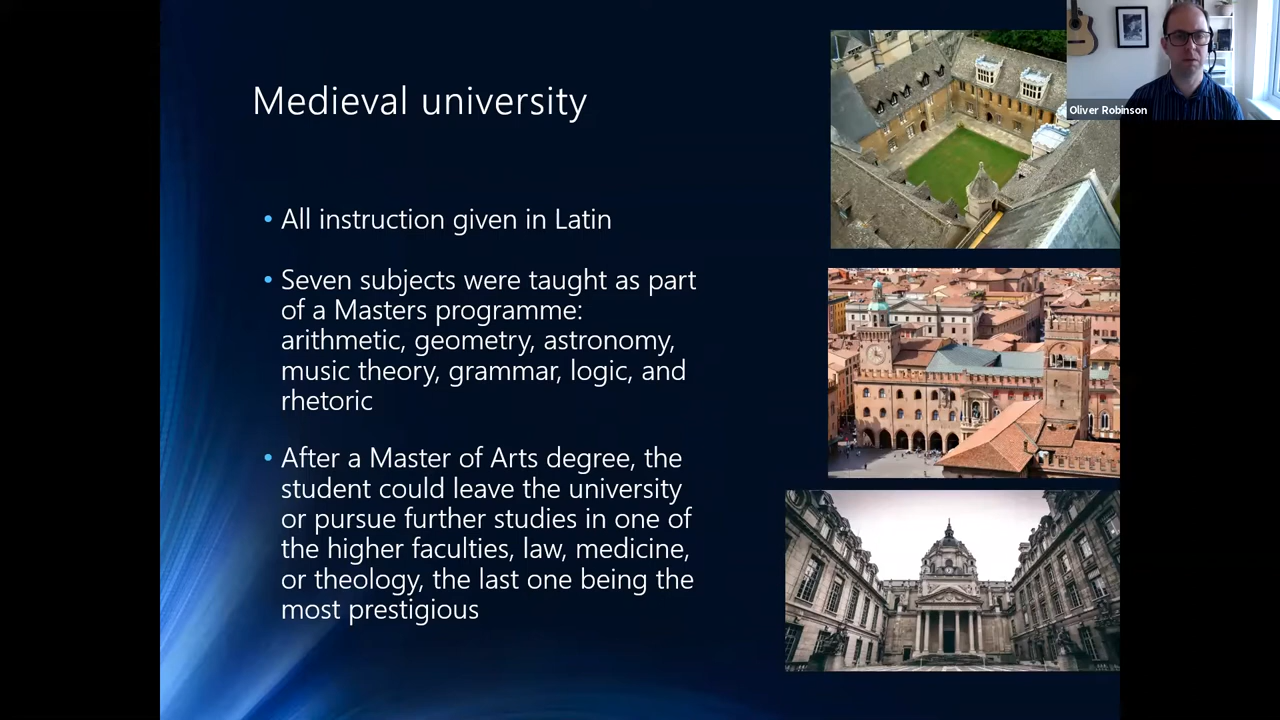 Medieval university
• All instruction given in Latin
• Seven subjects were taught as part
of a Masters programme:
arithmetic, geometry, astronomy,
music theory, grammar, logic, and
rhetoric
• After a Master of Arts degree, the
student could leave the university
or pursue further studies in one of
the higher faculties, law, medicine,
or theology, the last one being the
most prestigious
Oliver Robinson